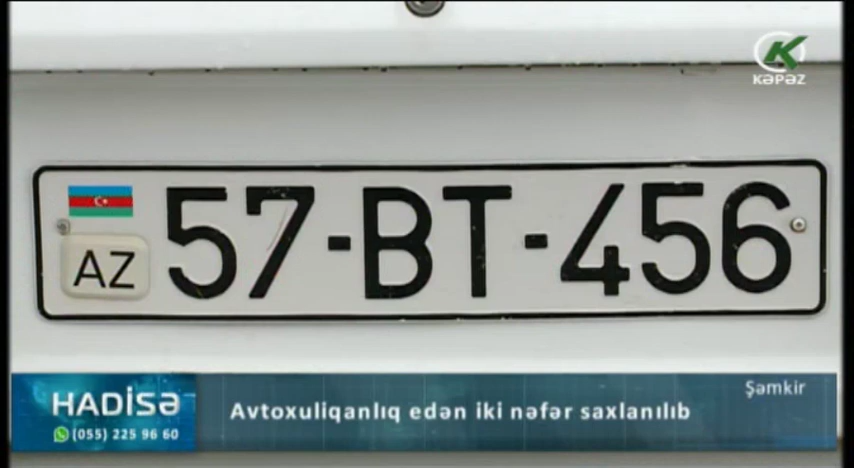 KƏPƏZ
AZ 57-BT-456
Şəmkir
HADİSƏ
Avtoxuliqanlıq edən iki nəfər saxlanılıb
(055) 225 96 60